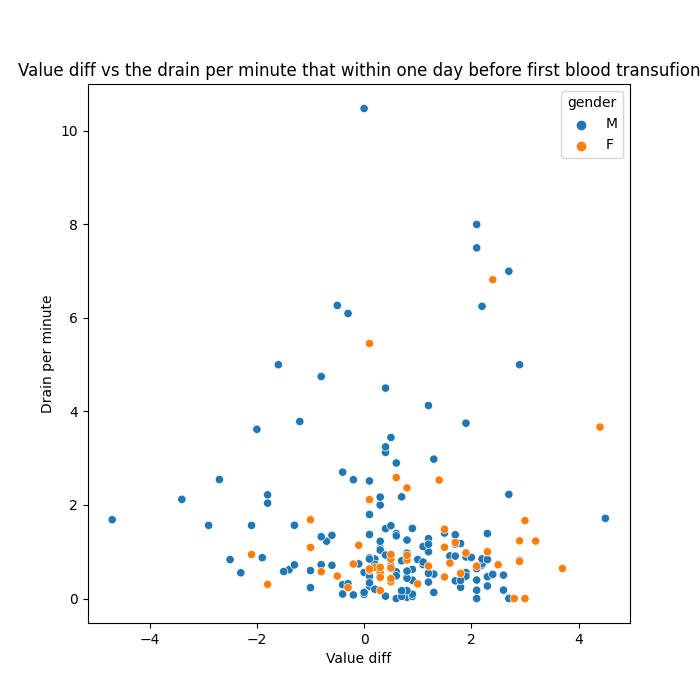 Value diff vs the drain per minute that within one day before first blood transufion
gender
M
F
10
8
6
4
2
0
Drain per minute
−4
−2
0
2
4
Value diff